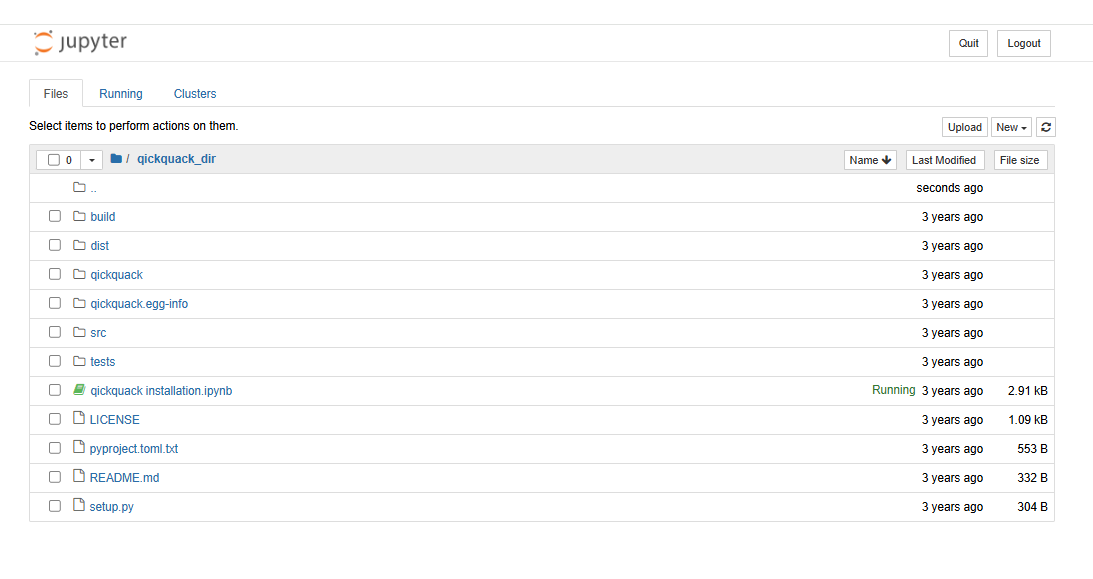 jupyter Quit Logout
Files Running Clusters
Select items to perform actions on them. Upload New
0 / qickquack_dir Name Last Modified File size
.. seconds ago
build 3 years ago
dist 3 years ago
qickquack 3 years ago
qickquack.egg-info 3 years ago
src 3 years ago
tests 3 years ago
qickquack installation.ipynb Running 3 years ago 2.91 kB
LICENSE 3 years ago 1.09 kB
pyproject.toml.txt 3 years ago 553 B
README.md 3 years ago 332 B
setup.py 3 years ago 304 B